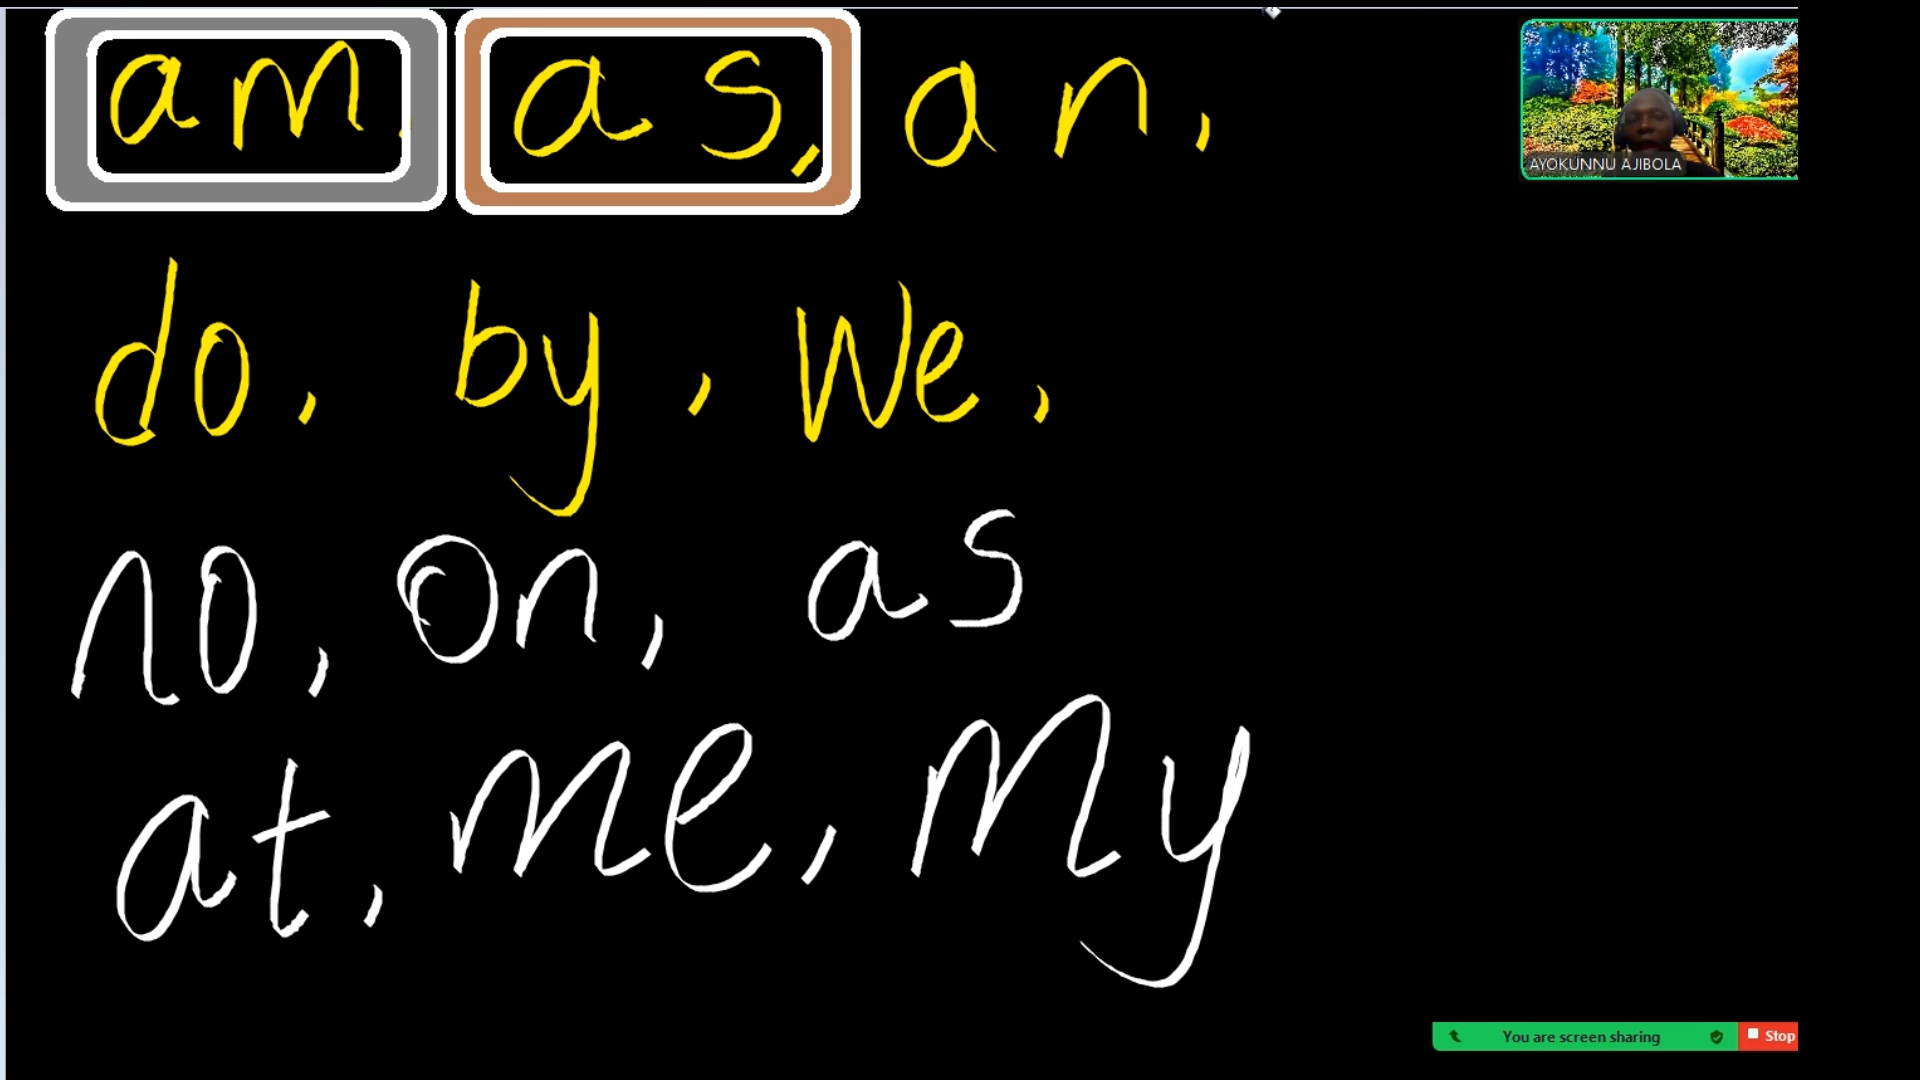 am, as, an,
AYOKUNNU AJIBOLA
do, by, we,
no, on, as
at, me, my
You are screen sharing
Stop